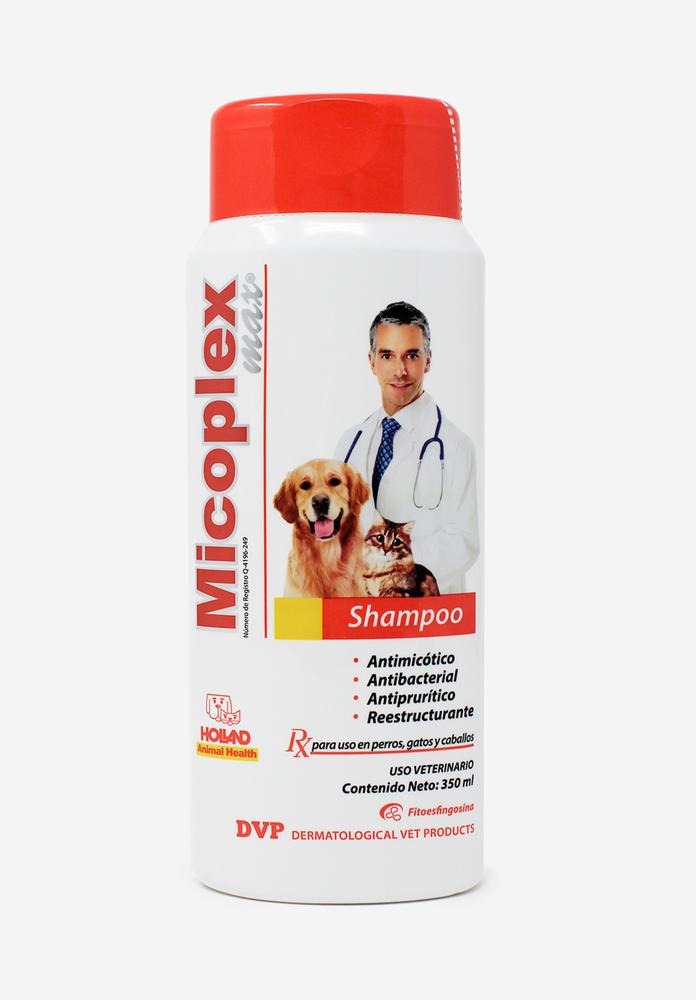 Micoplex
max®
Número de Registro Q-4196-249
Shampoo
• Antimicótico
• Antibacterial
• Antiprurítico
• Reestructurante
Rx para uso en perros, gatos y caballos
HOLLAND
Animal Health
USO VETERINARIO
Contenido Neto: 350 ml
Fitoesfingosina
DVP DERMATOLOGICAL VET PRODUCTS